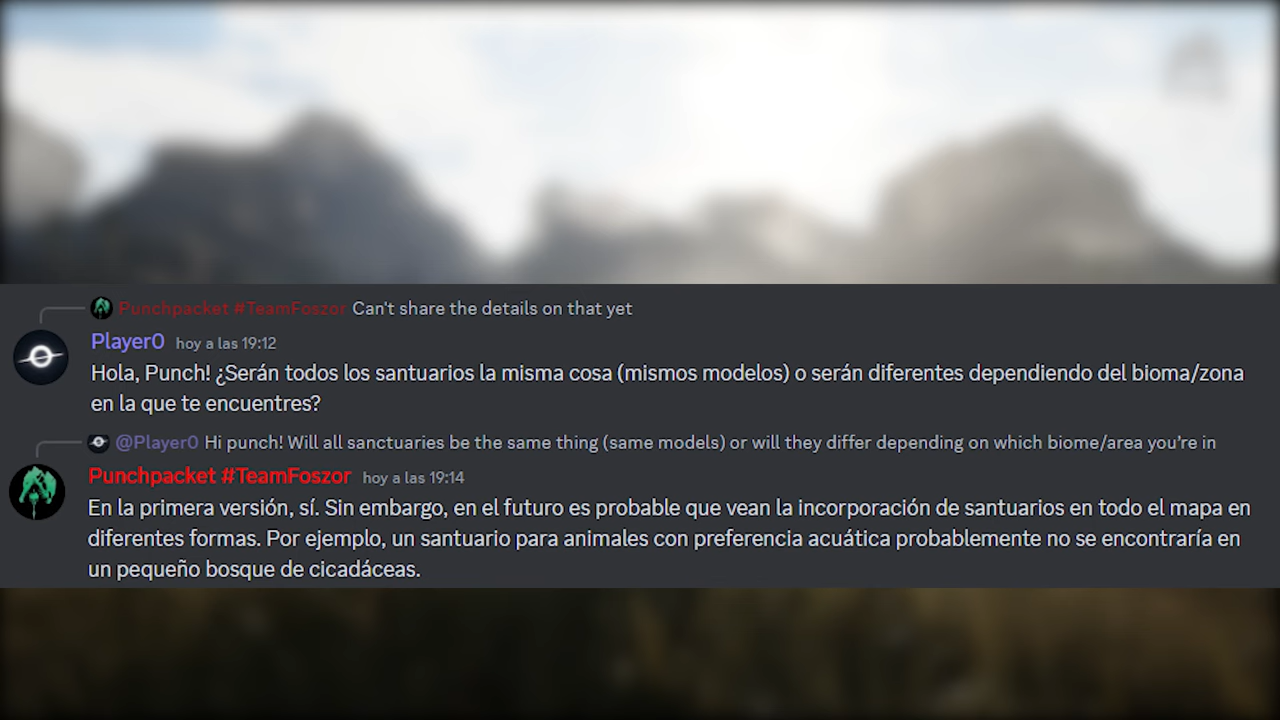 Punchpacket #TeamFoszor Can't share the details on that yet
Player0 hoy a las 19:12
Hola, Punch! ¿Serán todos los santuarios la misma cosa (mismos modelos) o serán diferentes dependiendo del bioma/zona
en la que te encuentres?
@Player0 Hi punch! Will all sanctuaries be the same thing (same models) or will they differ depending on which biome/area you're in
Punchpacket #TeamFoszor hoy a las 19:14
En la primera versión, sí. Sin embargo, en el futuro es probable que vean la incorporación de santuarios en todo el mapa en
diferentes formas. Por ejemplo, un santuario para animales con preferencia acuática probablemente no se encontraría en
un pequeño bosque de cicadáceas.